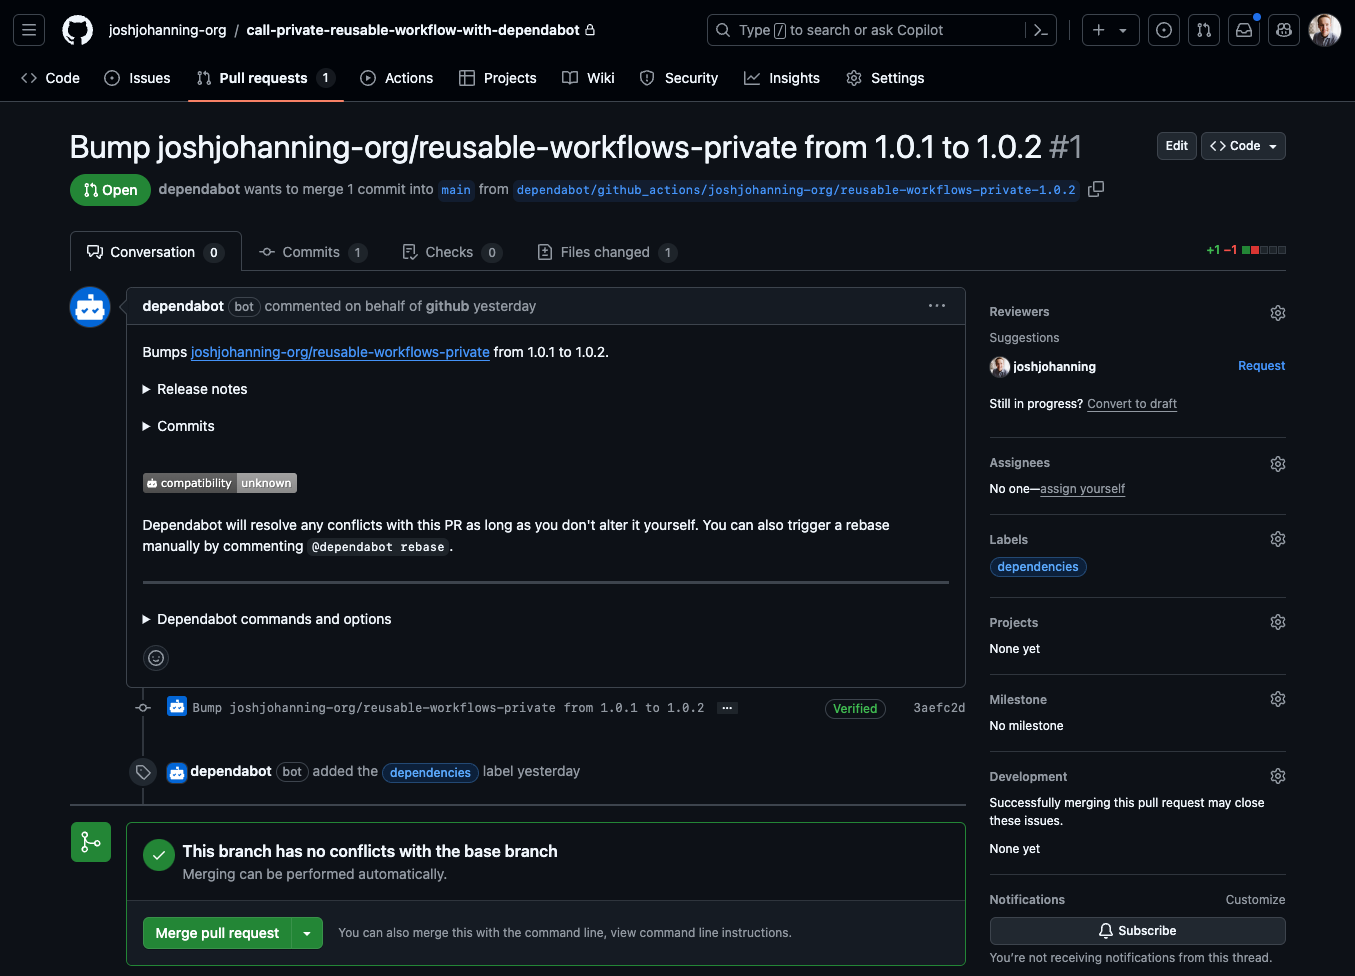 joshjohanning-org / call-private-reusable-workflow-with-dependabot
Type / to search or ask Copilot
Code
Issues
Pull requests 1
Actions
Projects
Wiki
Security
Insights
Settings
Bump joshjohanning-org/reusable-workflows-private from 1.0.1 to 1.0.2 #1
Edit
<> Code
Open
dependabot wants to merge 1 commit into main from dependabot/github_actions/joshjohanning-org/reusable-workflows-private-1.0.2
Conversation 0
Commits 1
Checks 0
Files changed 1
+1 −1
dependabot bot commented on behalf of github yesterday
Bumps joshjohanning-org/reusable-workflows-private from 1.0.1 to 1.0.2.
Release notes
Commits
compatibility unknown
Dependabot will resolve any conflicts with this PR as long as you don't alter it yourself. You can also trigger a rebase
manually by commenting @dependabot rebase.
Dependabot commands and options
Bump joshjohanning-org/reusable-workflows-private from 1.0.1 to 1.0.2 ...
Verified
3aefc2d
dependabot bot added the dependencies label yesterday
This branch has no conflicts with the base branch
Merging can be performed automatically.
Merge pull request
You can also merge this with the command line, view command line instructions.
Reviewers
Suggestions
joshjohanning
Request
Still in progress? Convert to draft
Assignees
No one—assign yourself
Labels
dependencies
Projects
None yet
Milestone
No milestone
Development
Successfully merging this pull request may close
these issues.
None yet
Notifications
Customize
Subscribe
You're not receiving notifications from this thread.